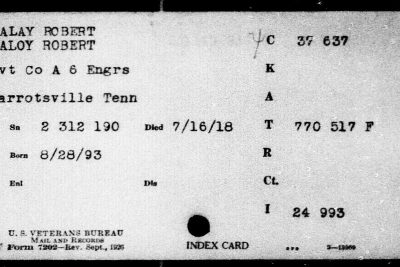 ALAY ROBERT
ALOY ROBERT C 37 637
vt Co A 6 Engrs K
arrotsville Tenn A
Sn 2 312 190 Died 7/16/18 T 770 517 F
Born 8/28/93 R
Enl Dis Ct.
I 24 993
U. S. VETERANS BUREAU
MAIL AND RECORDS
Form 7202—Rev. Sept., 1926 INDEX CARD